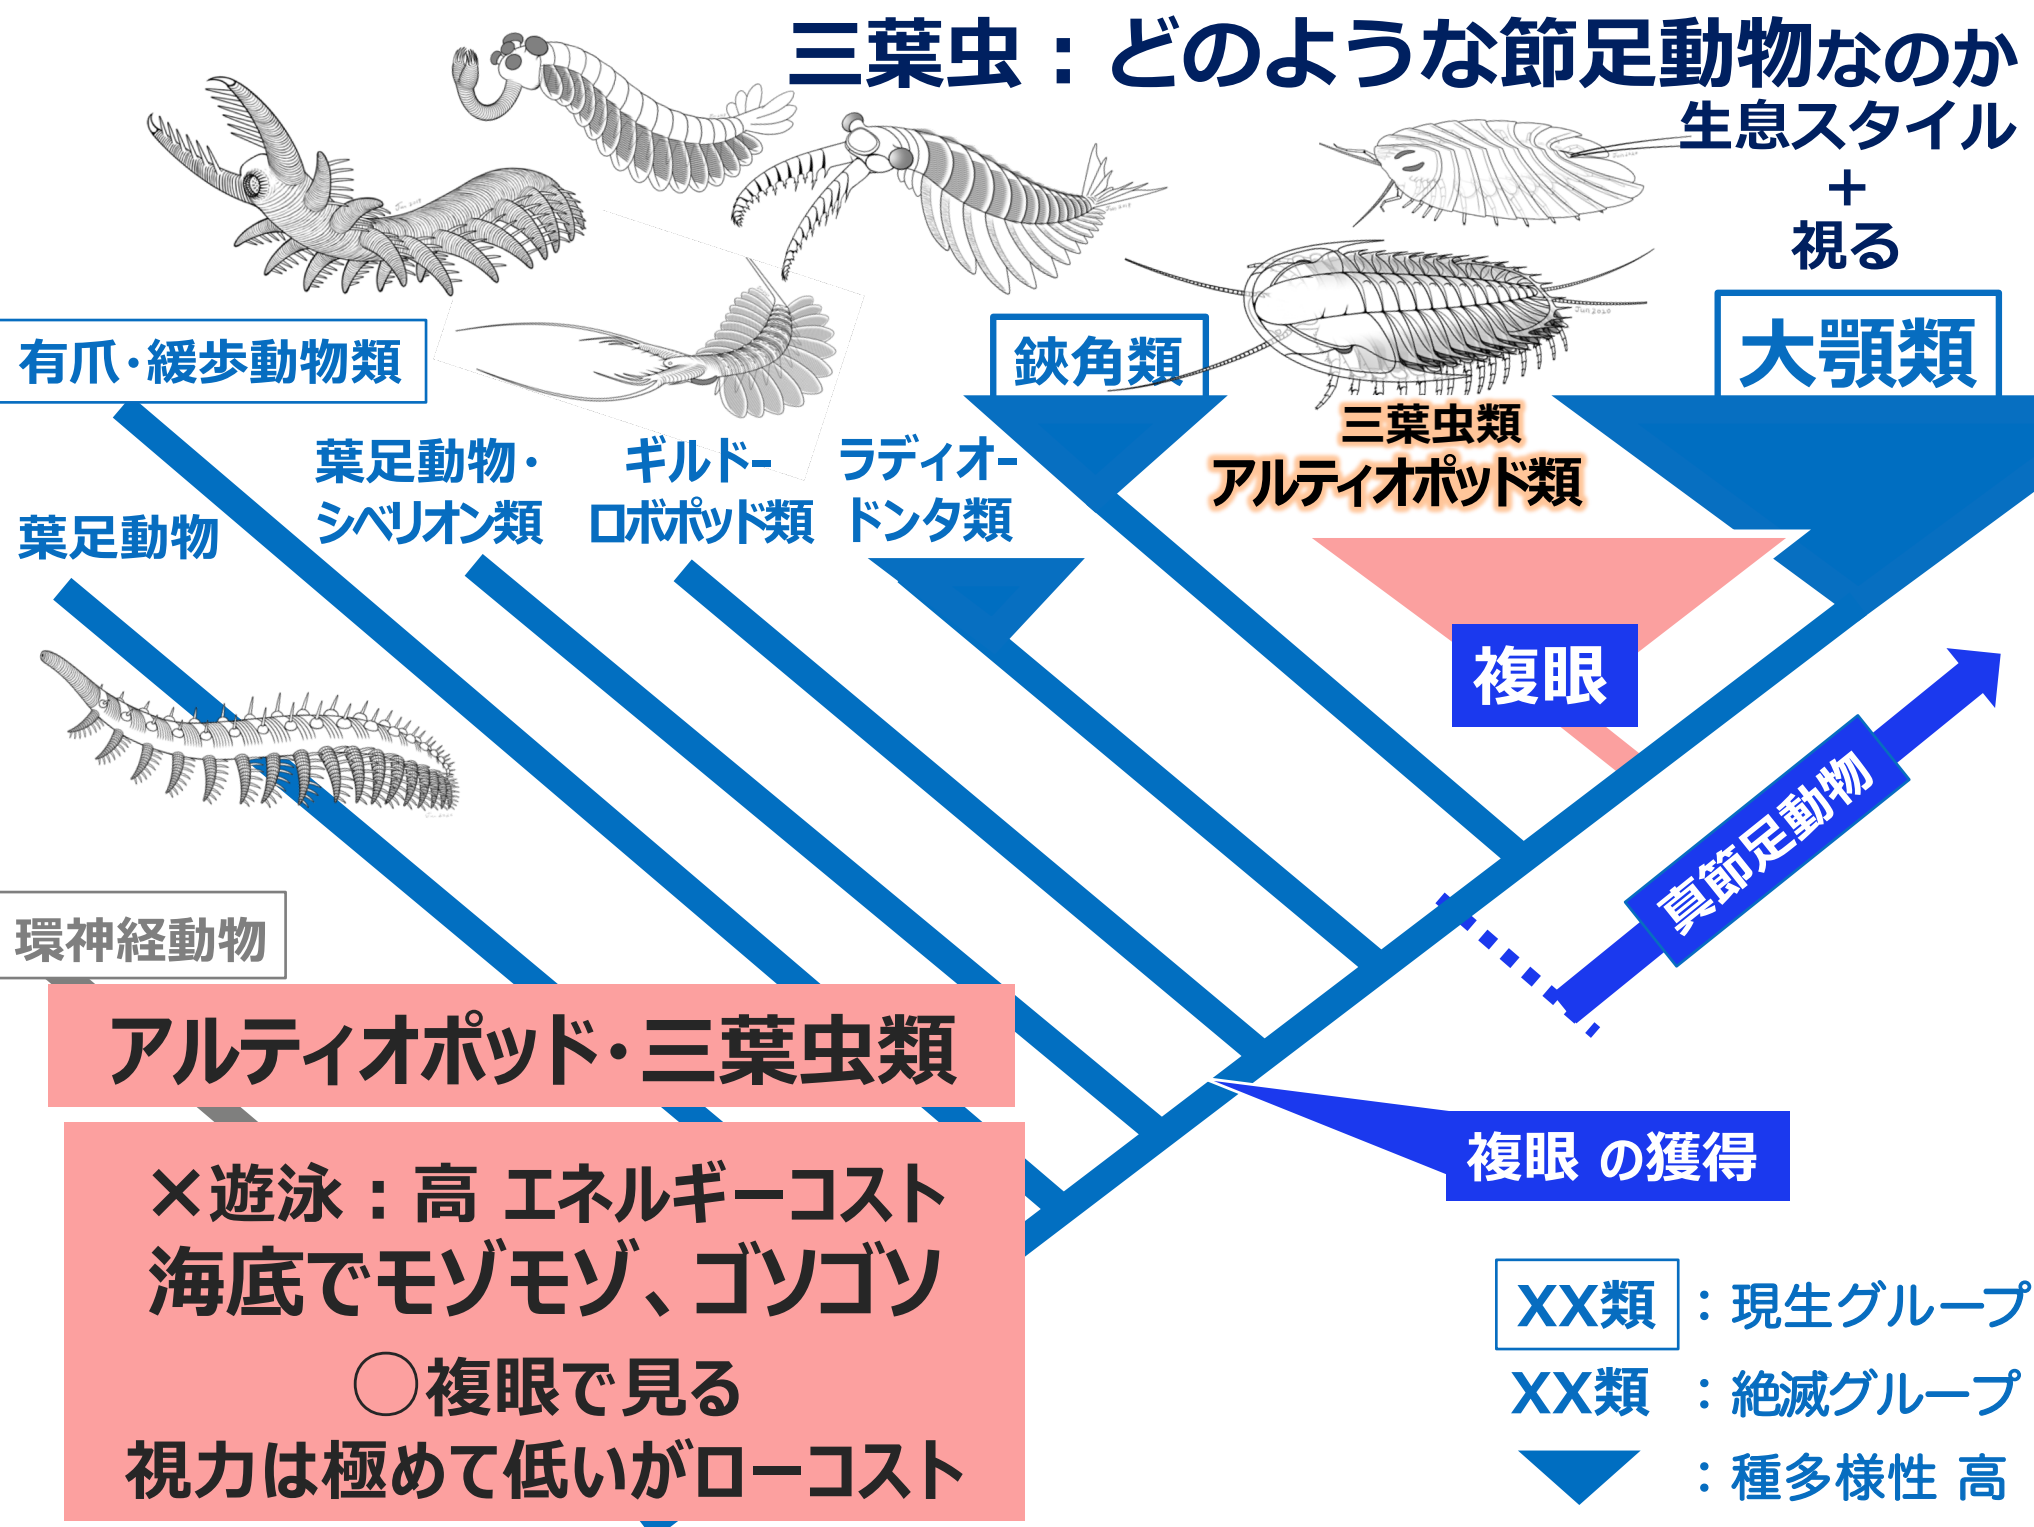 三葉虫：どのような節足動物なのか
生息スタイル
＋
視る
有爪・緩歩動物類
鋏角類
大顎類
三葉虫類
アルティオポッド類
葉足動物・
シベリオン類
ギルド-
ロボポッド類
ラディオ-
ドンタ類
葉足動物
複眼
真節足動物
環神経動物
アルティオポッド・三葉虫類
×遊泳：高 エネルギーコスト
海底でモゾモゾ、ゴソゴソ
○複眼で見る
視力は極めて低いがローコスト
複眼 の獲得
XX類 ：現生グループ
XX類 ：絶滅グループ
：種多様性 高
Jun.2020